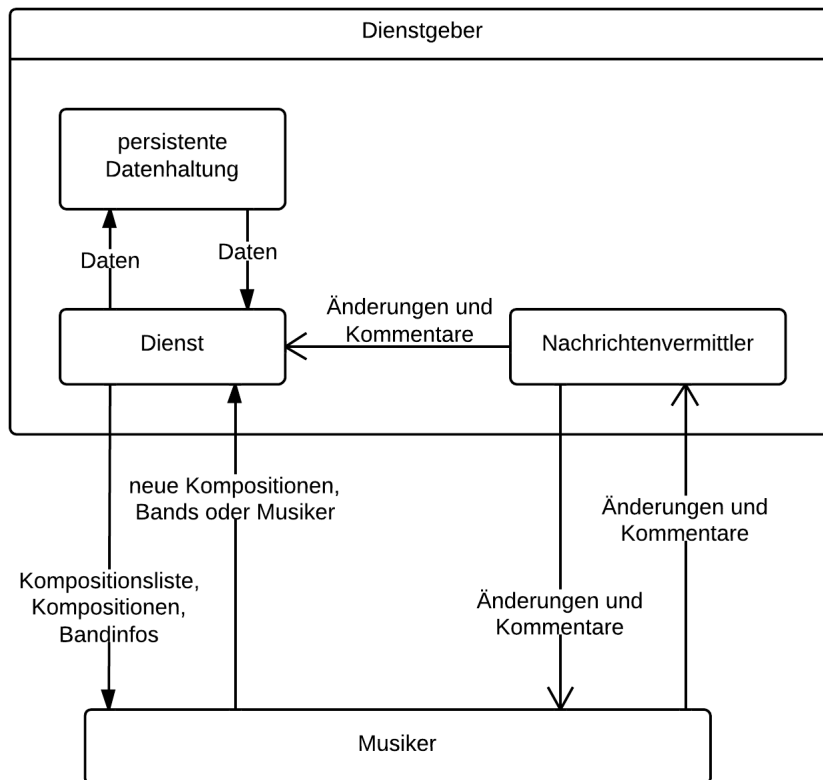 Dienstgeber
persistente
Datenhaltung
Daten
Daten
Änderungen und
Kommentare
Dienst
Nachrichtenvermittler
neue Kompositionen,
Bands oder Musiker
Änderungen und
Kommentare
Kompositionsliste,
Kompositionen,
Bandinfos
Änderungen und
Kommentare
Musiker